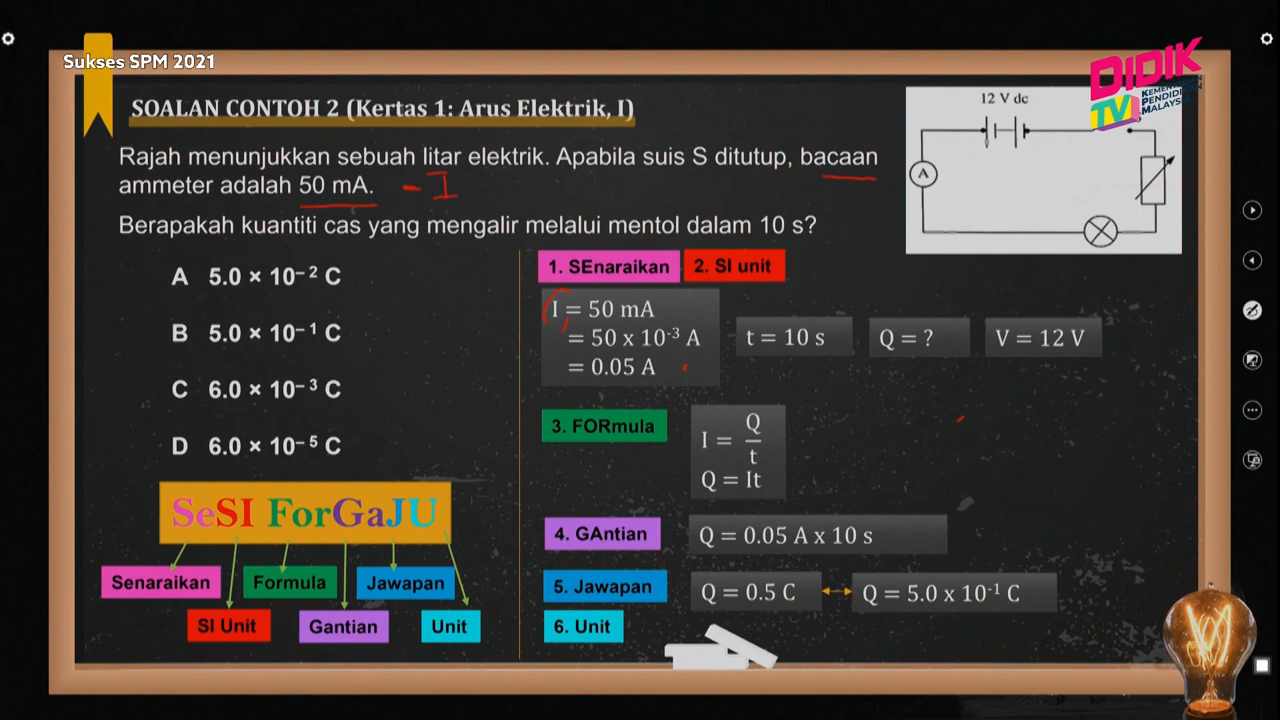 Sukses SPM 2021
DIDIK
TV
KEMENTERIAN
PENDIDIKAN
MALAYSIA
SOALAN CONTOH 2 (Kertas 1: Arus Elektrik, I)
12 V dc
Rajah menunjukkan sebuah litar elektrik. Apabila suis S ditutup, bacaan
ammeter adalah 50 mA. - I
A
Berapakah kuantiti cas yang mengalir melalui mentol dalam 10 s?
A 5.0 × 10⁻² C
B 5.0 × 10⁻¹ C
C 6.0 × 10⁻³ C
D 6.0 × 10⁻⁵ C
SeSI ForGaJU
Senaraikan
Formula
Jawapan
SI Unit
Gantian
Unit
1. SEnaraikan
2. SI unit
I = 50 mA
= 50 x 10⁻³ A
= 0.05 A
t = 10 s
Q = ?
V = 12 V
3. FORmula
I = Q/t
Q = It
4. GAntian
Q = 0.05 A x 10 s
5. Jawapan
Q = 0.5 C
Q = 5.0 x 10⁻¹ C
6. Unit